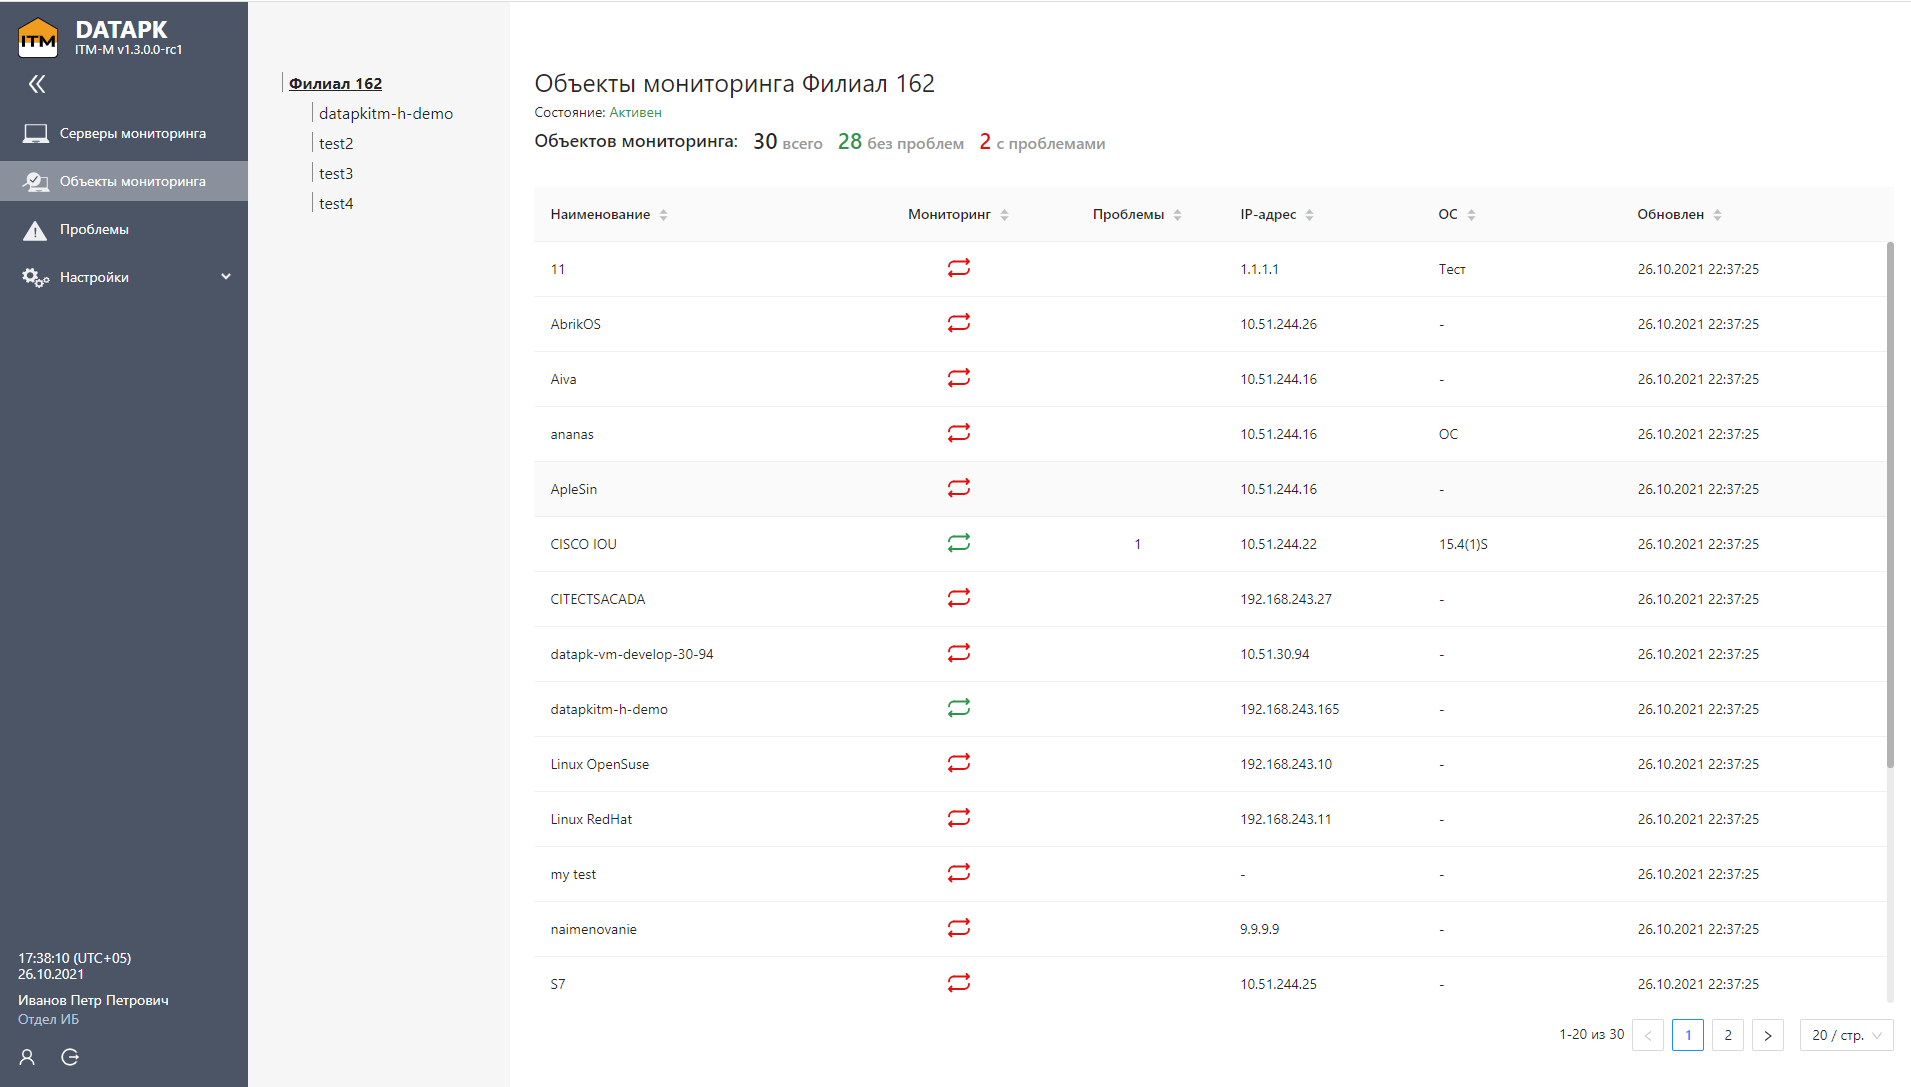 ITM
DATAPK
ITM-M v1.3.0.0-rc1
Серверы мониторинга
Объекты мониторинга
Проблемы
Настройки
17:38:10 (UTC+05)
26.10.2021
Иванов Петр Петрович
Отдел ИБ
Филиал 162
datapkitm-h-demo
test2
test3
test4
Объекты мониторинга Филиал 162
Состояние: Активен
Объектов мониторинга: 30 всего 28 без проблем 2 с проблемами
Наименование Мониторинг Проблемы IP-адрес ОС Обновлен
11 1.1.1.1 Тест 26.10.2021 22:37:25
AbrikOS 10.51.244.26 - 26.10.2021 22:37:25
Aiva 10.51.244.16 - 26.10.2021 22:37:25
ananas 10.51.244.16 ОС 26.10.2021 22:37:25
ApleSin 10.51.244.16 - 26.10.2021 22:37:25
CISCO IOU 1 10.51.244.22 15.4(1)S 26.10.2021 22:37:25
CITECTSACADA 192.168.243.27 - 26.10.2021 22:37:25
datapk-vm-develop-30-94 10.51.30.94 - 26.10.2021 22:37:25
datapkitm-h-demo 192.168.243.165 - 26.10.2021 22:37:25
Linux OpenSuse 192.168.243.10 - 26.10.2021 22:37:25
Linux RedHat 192.168.243.11 - 26.10.2021 22:37:25
my test - - 26.10.2021 22:37:25
naimenovanie 9.9.9.9 - 26.10.2021 22:37:25
S7 10.51.244.25 - 26.10.2021 22:37:25
1-20 из 30 < 1 2 > 20 / стр.